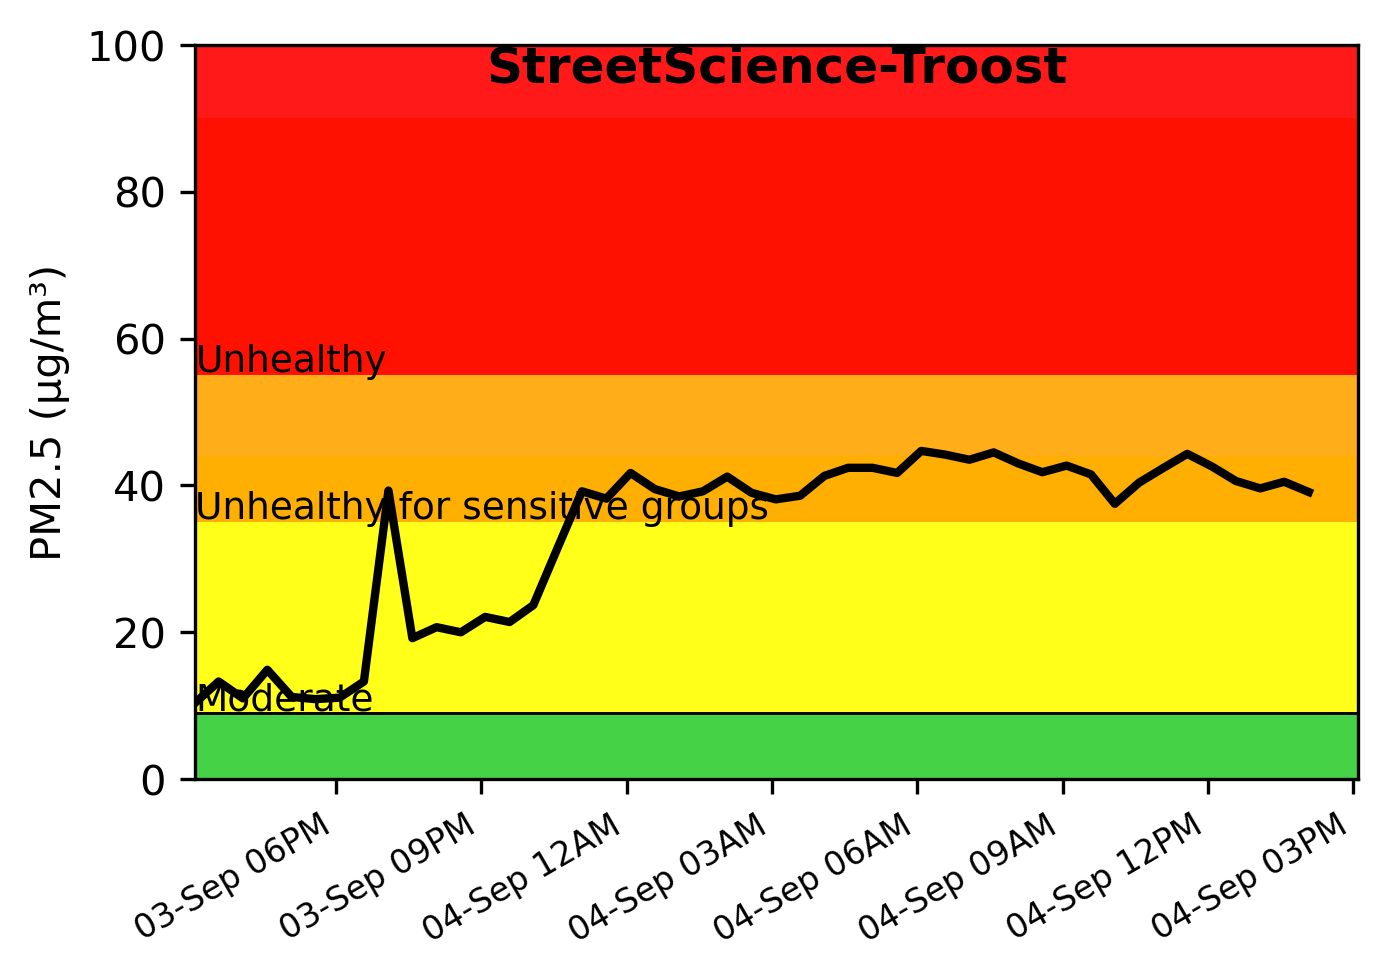 StreetScience-Troost
100
80
60
40
20
0
PM2.5 (µg/m³)
Unhealthy
Unhealthy for sensitive groups
Moderate
03-Sep 06PM
03-Sep 09PM
04-Sep 12AM
04-Sep 03AM
04-Sep 06AM
04-Sep 09AM
04-Sep 12PM
04-Sep 03PM